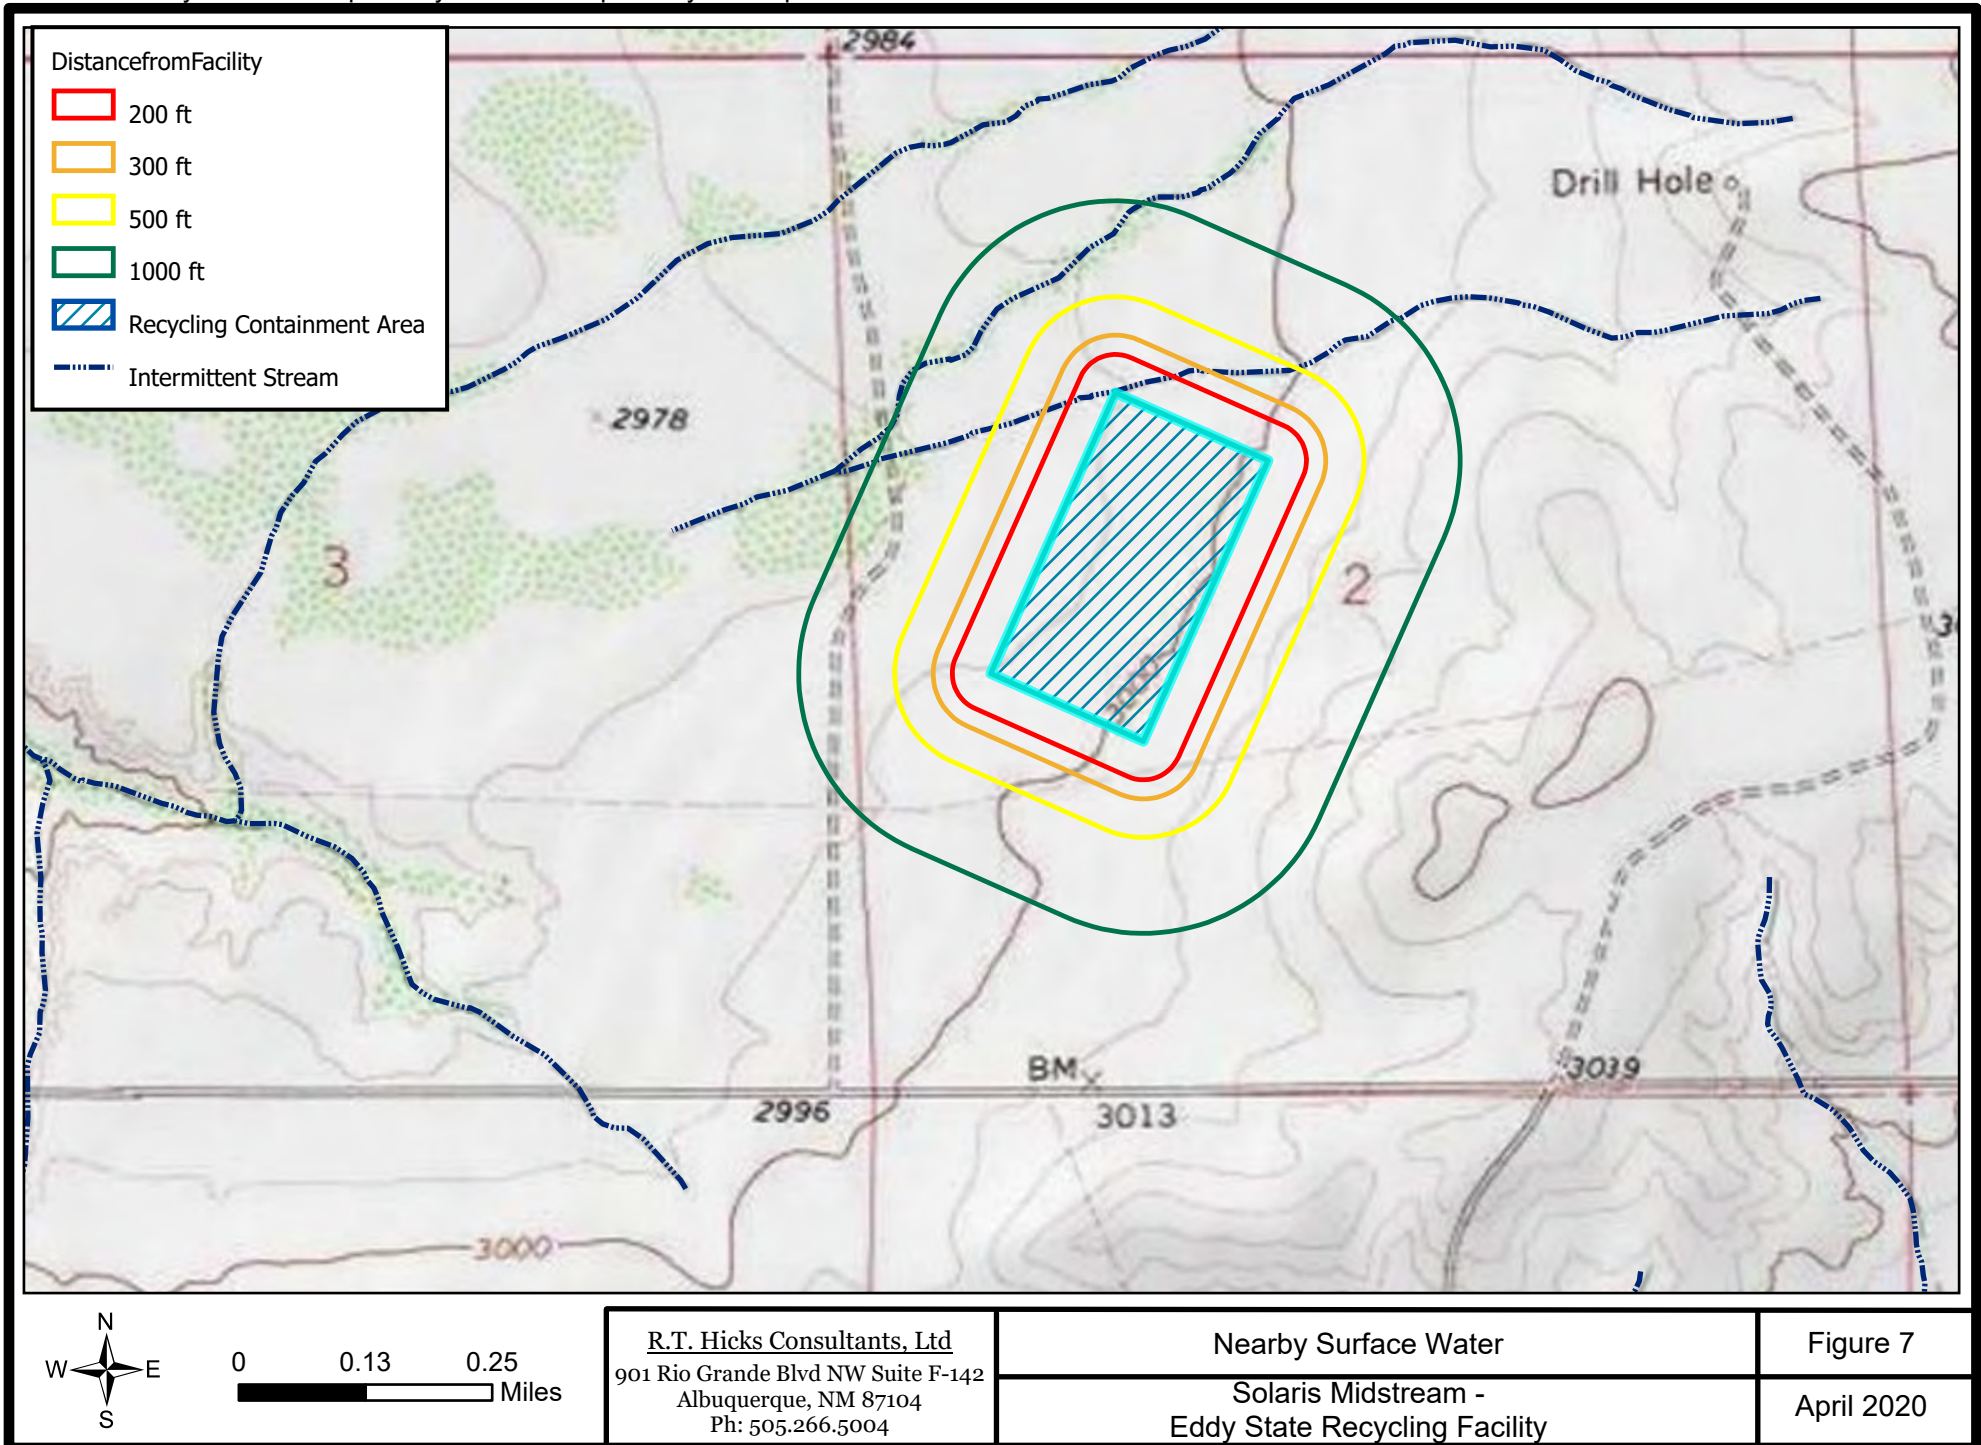 DistancefromFacility
200 ft
300 ft
500 ft
1000 ft
Recycling Containment Area
Intermittent Stream
2984
Drill Hole
2978
3
2
3000
BM
3039
2996
3013
3000
N
W E
S
0 0.13 0.25
Miles
R.T. Hicks Consultants, Ltd
901 Rio Grande Blvd NW Suite F-142
Albuquerque, NM 87104
Ph: 505.266.5004
Nearby Surface Water
Solaris Midstream -
Eddy State Recycling Facility
Figure 7
April 2020